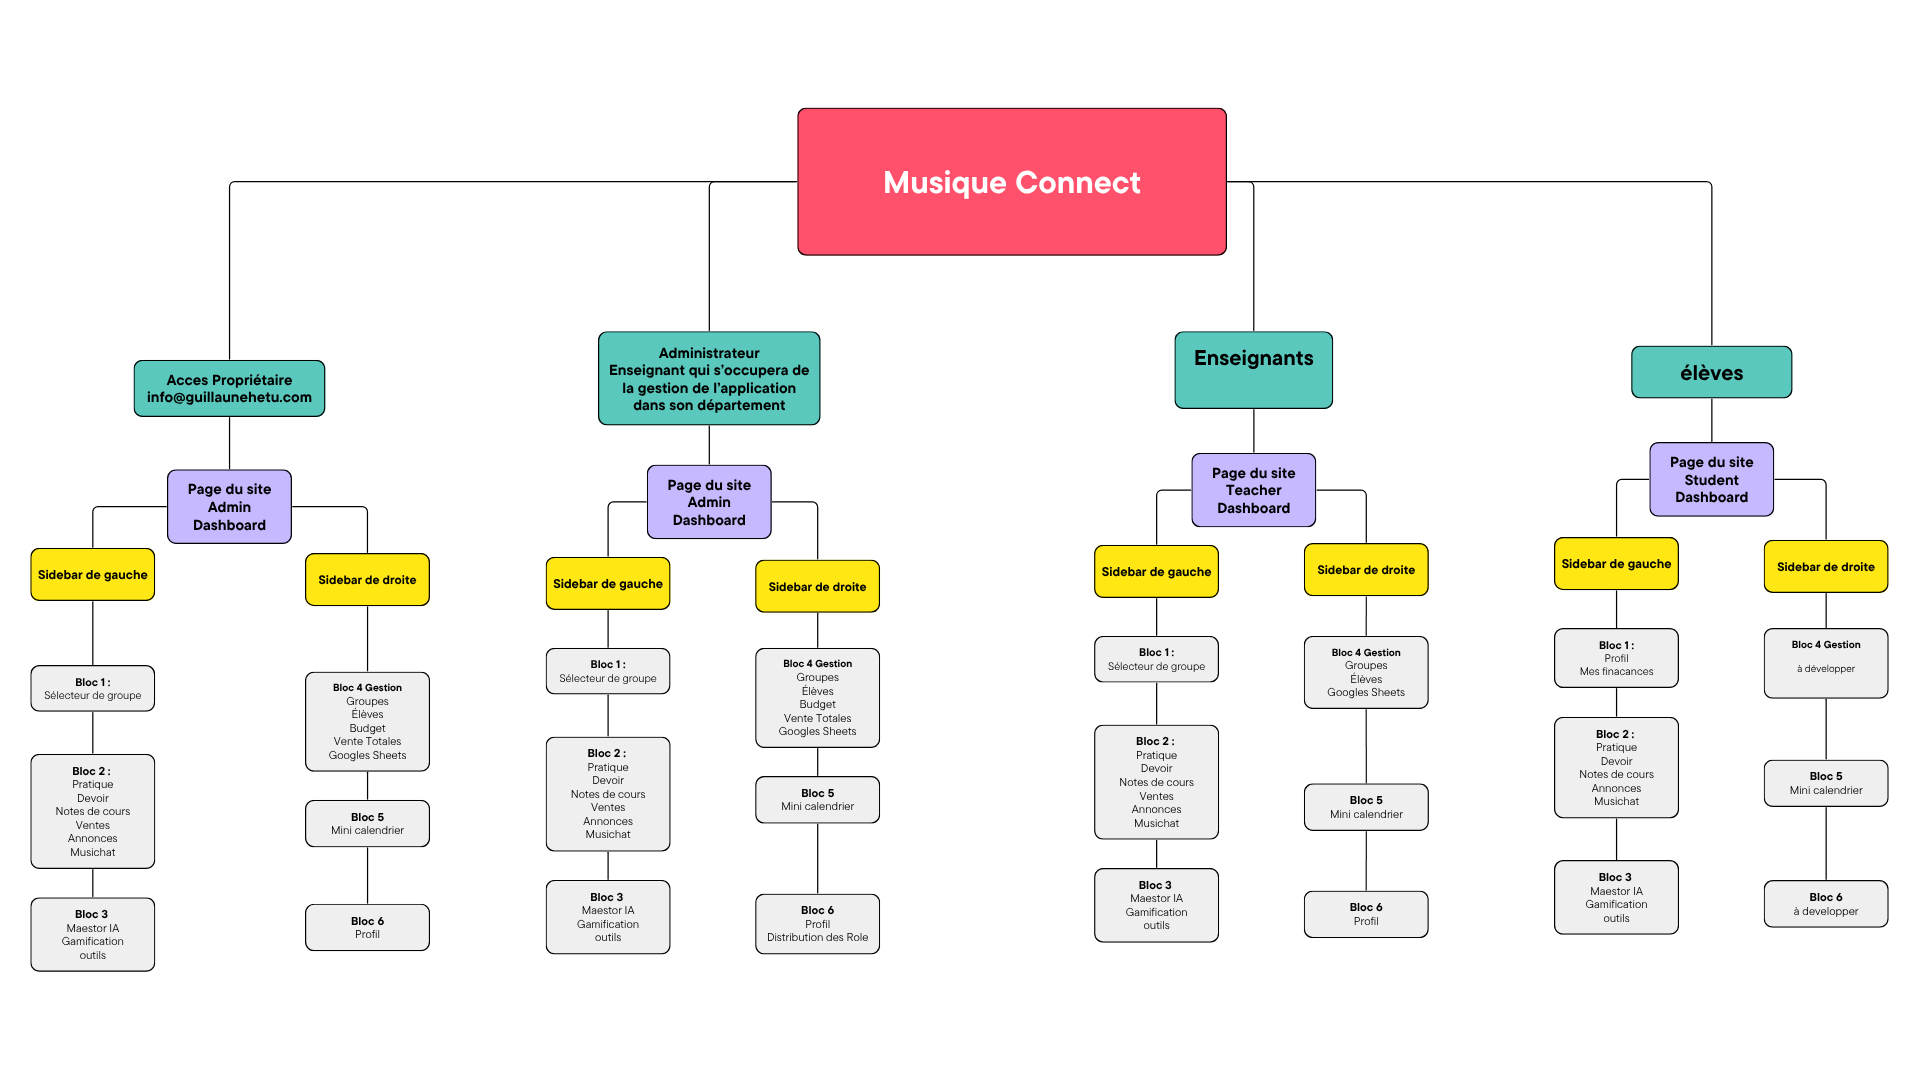 Musique Connect
Acces Propriétaire
info@guillaunehetu.com
Page du site
Admin
Dashboard
Sidebar de gauche
Bloc 1 :
Sélecteur de groupe
Bloc 2 :
Pratique
Devoir
Notes de cours
Ventes
Annonces
Musichat
Bloc 3
Maestor IA
Gamification
outils
Sidebar de droite
Bloc 4 Gestion
Groupes
Élèves
Budget
Vente Totales
Googles Sheets
Bloc 5
Mini calendrier
Bloc 6
Profil
Administrateur
Enseignant qui s’occupera de
la gestion de l’application
dans son département
Page du site
Admin
Dashboard
Sidebar de gauche
Bloc 1 :
Sélecteur de groupe
Bloc 2 :
Pratique
Devoir
Notes de cours
Ventes
Annonces
Musichat
Bloc 3
Maestor IA
Gamification
outils
Sidebar de droite
Bloc 4 Gestion
Groupes
Élèves
Budget
Vente Totales
Googles Sheets
Bloc 5
Mini calendrier
Bloc 6
Profil
Distribution des Role
Enseignants
Page du site
Teacher
Dashboard
Sidebar de gauche
Bloc 1 :
Sélecteur de groupe
Bloc 2 :
Pratique
Devoir
Notes de cours
Ventes
Annonces
Musichat
Bloc 3
Maestor IA
Gamification
outils
Sidebar de droite
Bloc 4 Gestion
Groupes
Élèves
Googles Sheets
Bloc 5
Mini calendrier
Bloc 6
Profil
élèves
Page du site
Student
Dashboard
Sidebar de gauche
Bloc 1 :
Profil
Mes finacances
Bloc 2 :
Pratique
Devoir
Notes de cours
Annonces
Musichat
Bloc 3
Maestor IA
Gamification
outils
Sidebar de droite
Bloc 4 Gestion
à développer
Bloc 5
Mini calendrier
Bloc 6
à developper